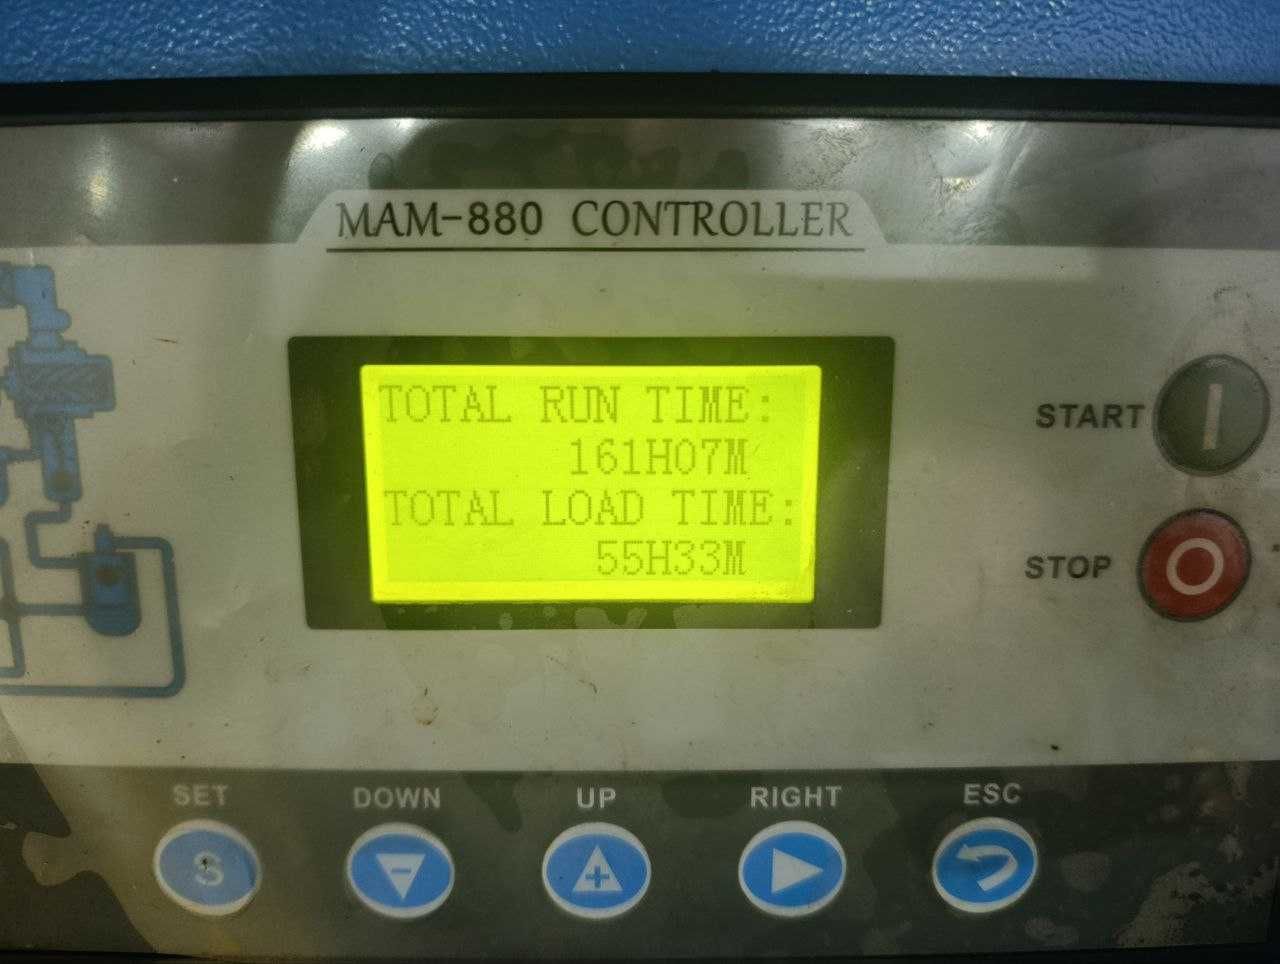 MAM-880 CONTROLLER
TOTAL RUN TIME:
161H07M
TOTAL LOAD TIME:
55H33M
START
STOP
SET
DOWN
UP
RIGHT
ESC
S